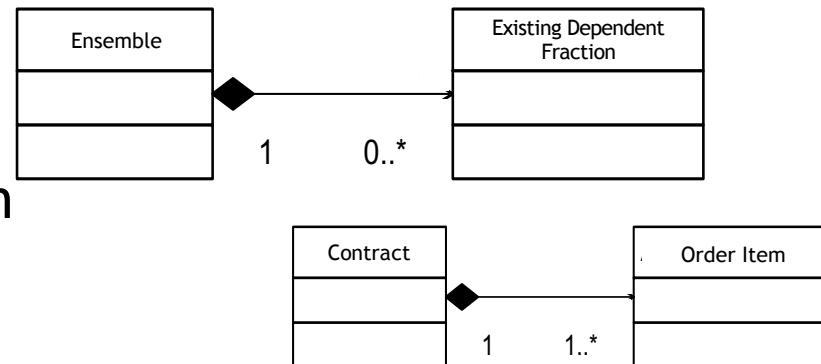 Ensemble
Existing Dependent
Fraction
1 0..*
n
Contract
Order Item
1 1..*